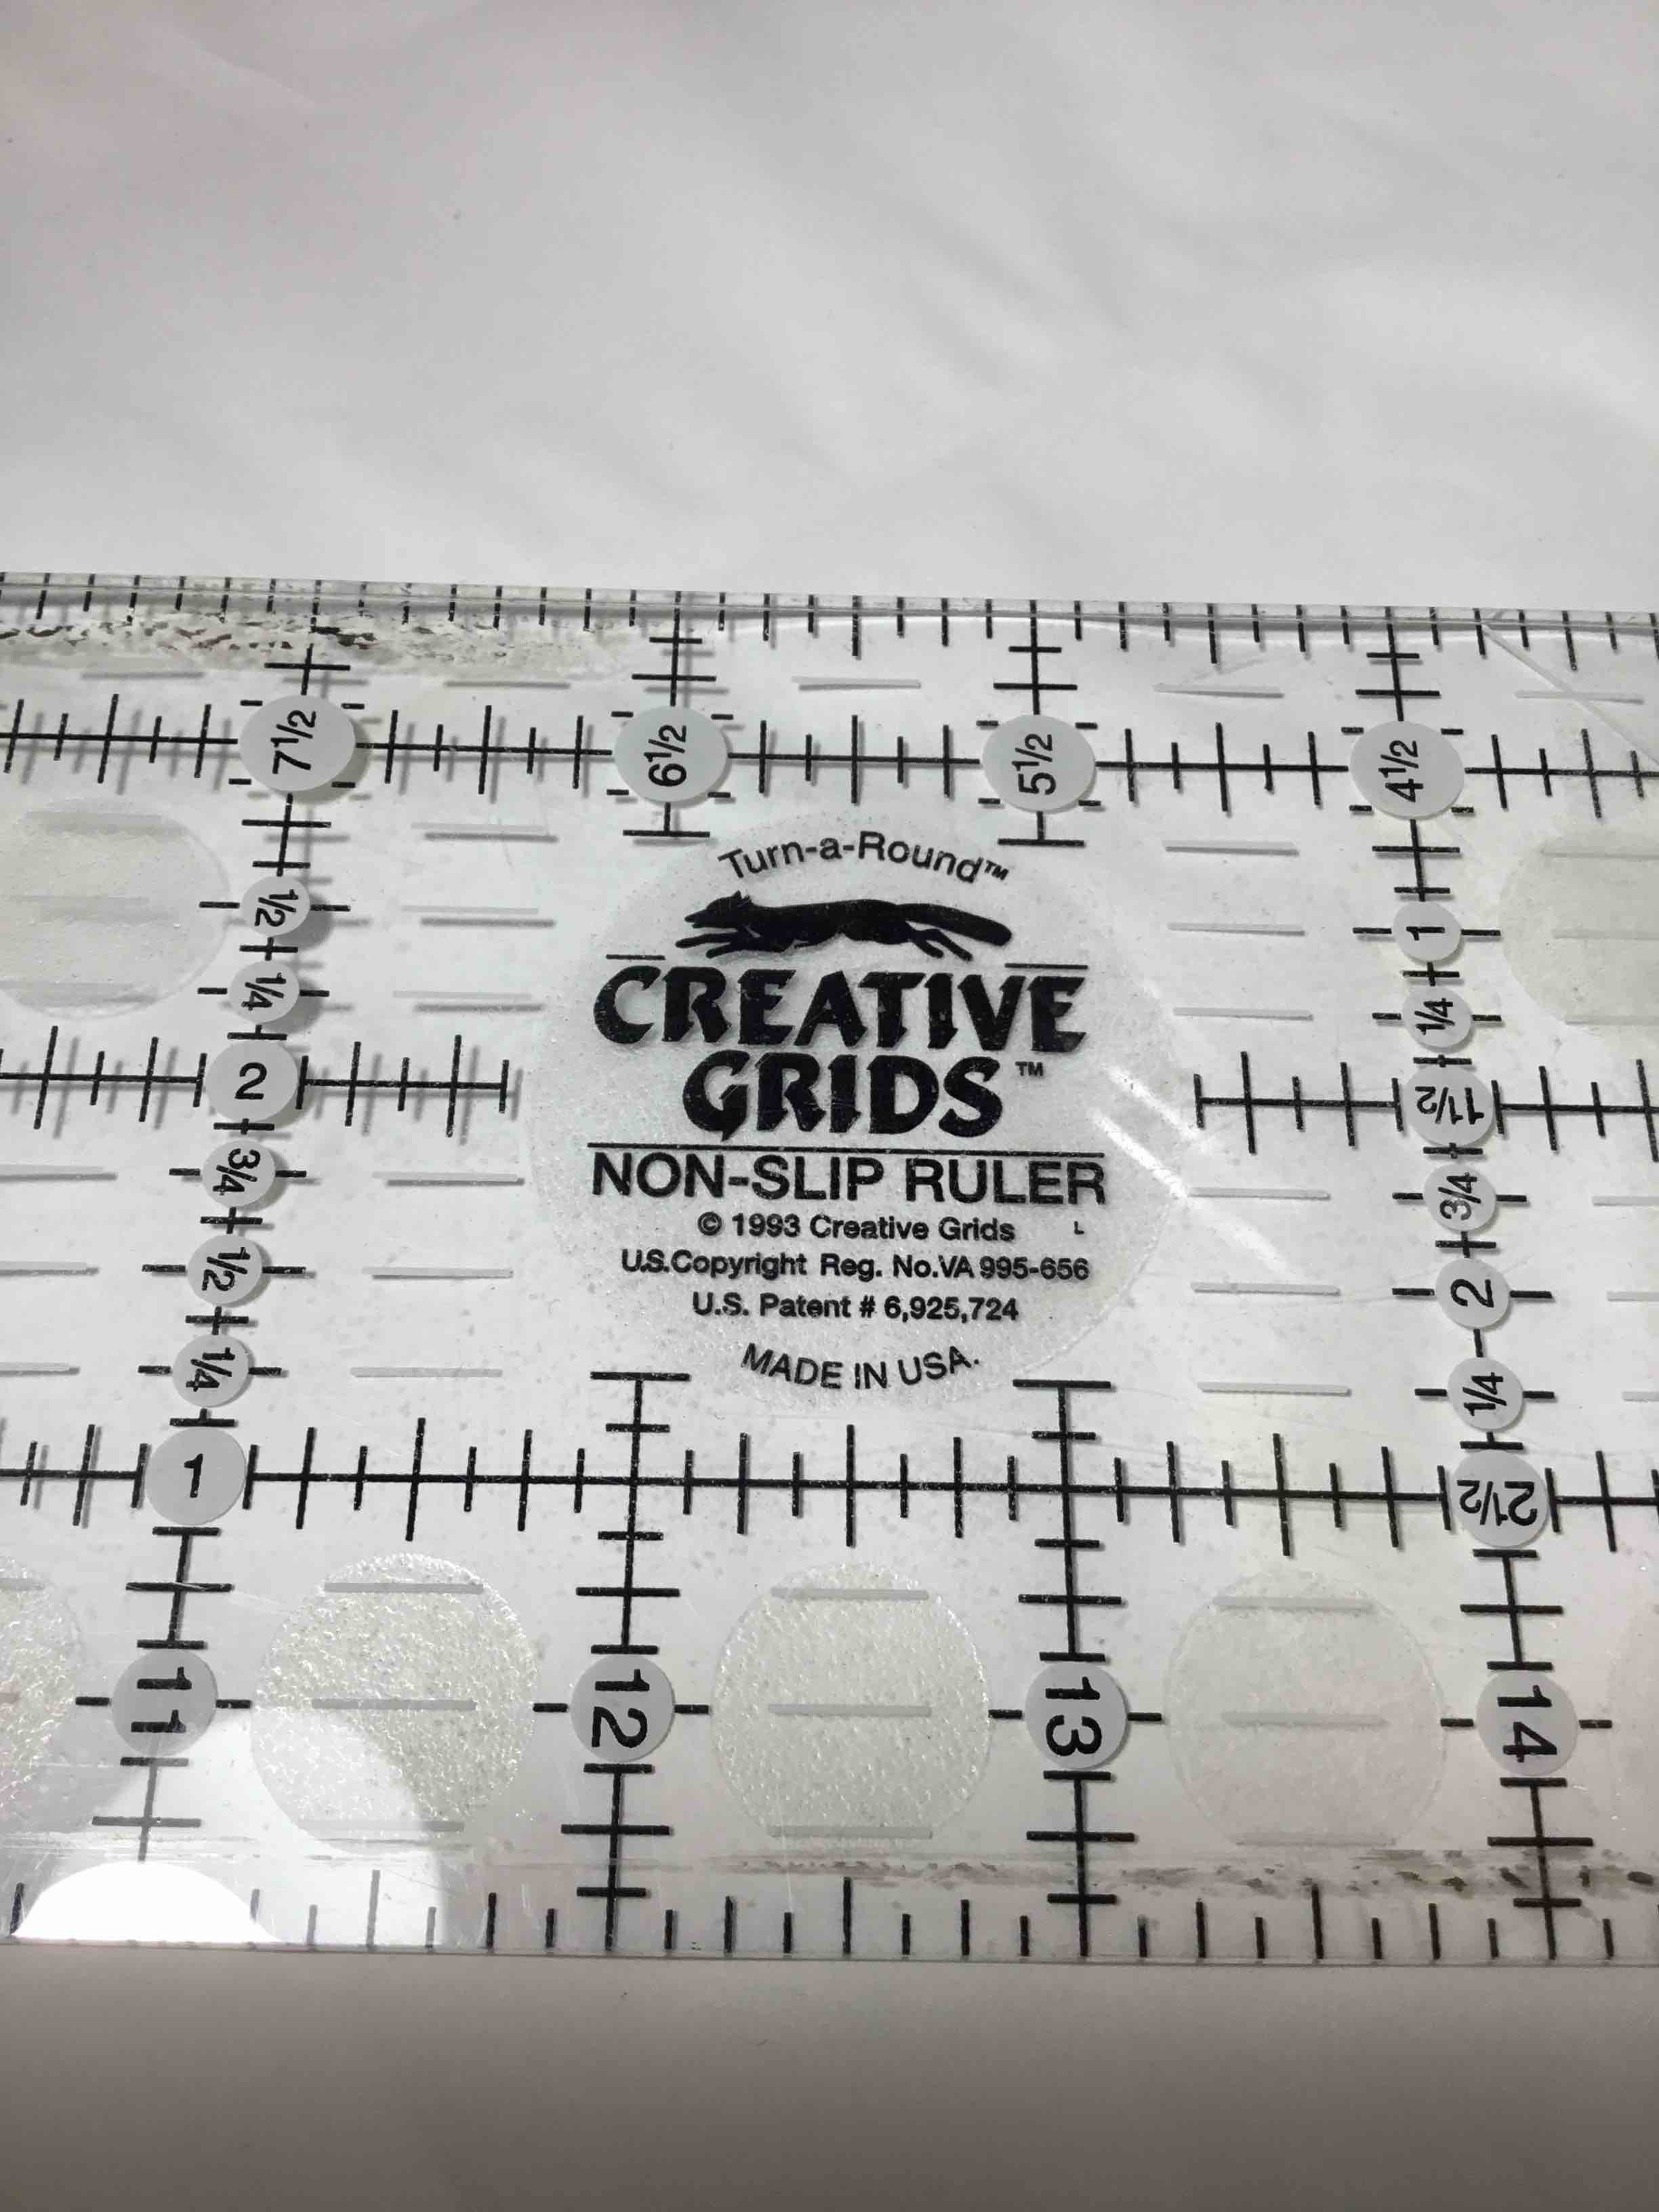 7½ 6½ 5½ 4½
Turn-a-Round™
CREATIVE
GRIDS™
NON-SLIP RULER
© 1993 Creative Grids L
U.S.Copyright Reg. No.VA 995-656
U.S. Patent # 6,925,724
MADE IN USA.
½
¼
2
¾
½
¼
1
1
¼
1½
¾
2
¼
2½
11 12 13 14